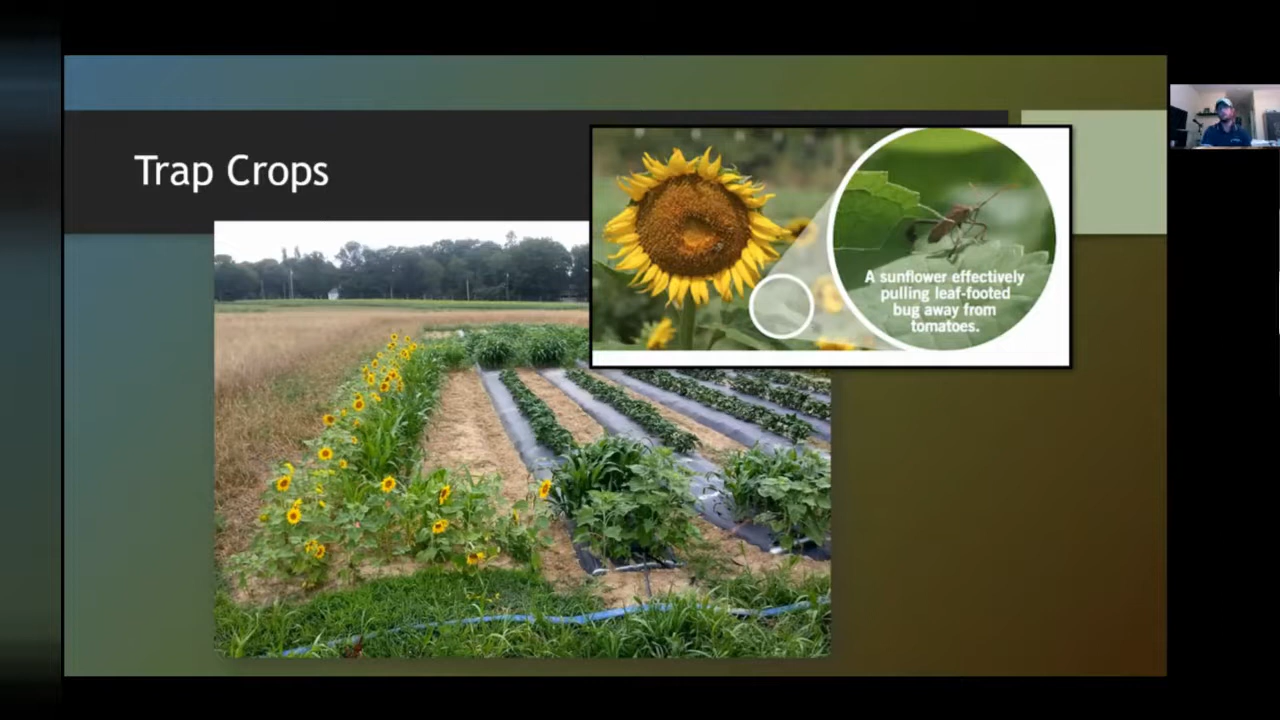 Trap Crops
A sunflower effectively
pulling leaf-footed
bug away from
tomatoes.